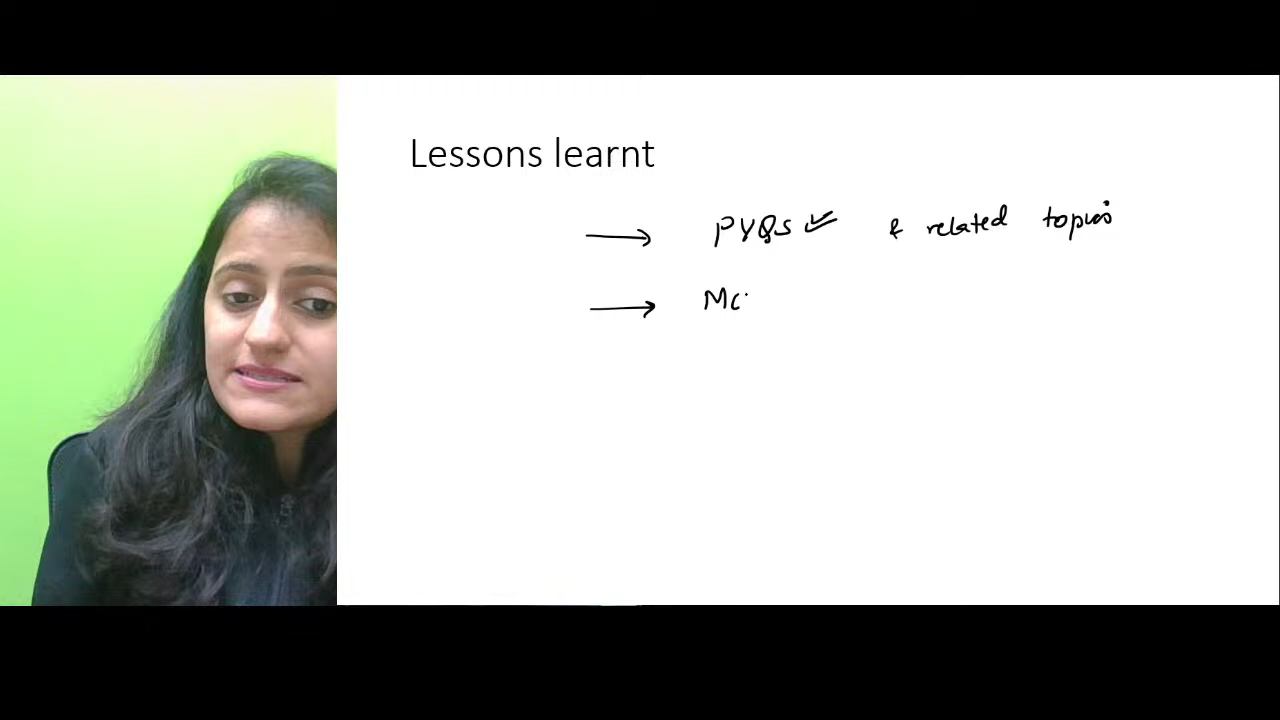 Lessons learnt
→ PYQs ✓ & related topics
→ MC